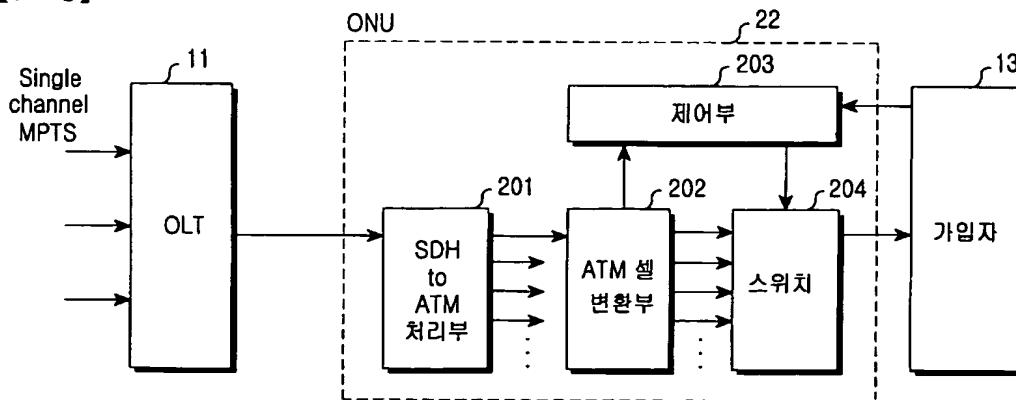 ONU
22
11
203
13
Single
channel
MPTS
제어부
201
202
204
OLT
SDH
to
ATM
처리부
ATM 셀
변환부
스위치
가입자